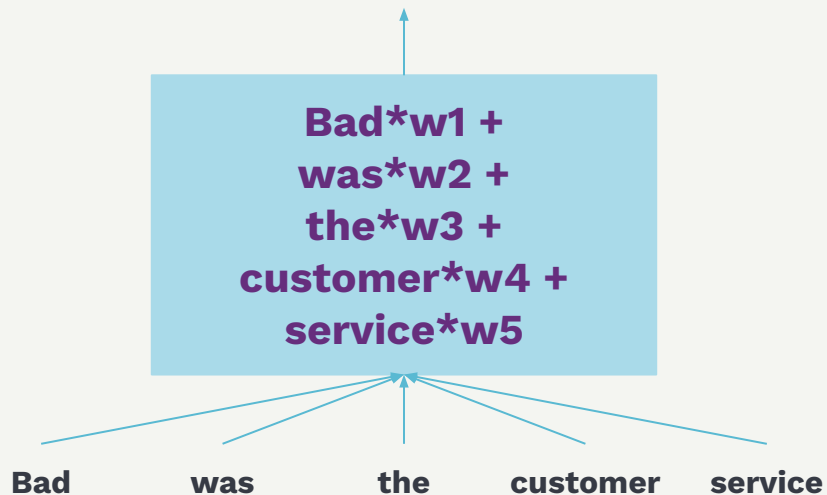 Bad*w1 +
was*w2 +
the*w3 +
customer*w4 +
service*w5
Bad was the customer service